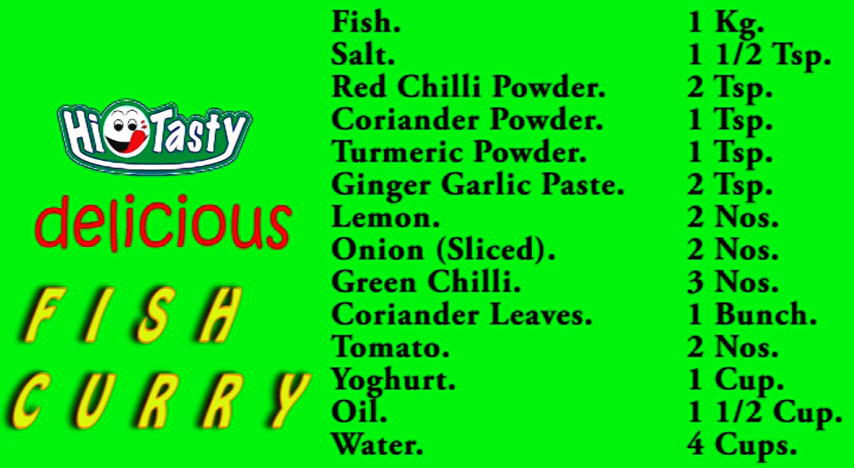 Hi Tasty
delicious
FISH
CURRY
Fish. 1 Kg.
Salt. 1 1/2 Tsp.
Red Chilli Powder. 2 Tsp.
Coriander Powder. 1 Tsp.
Turmeric Powder. 1 Tsp.
Ginger Garlic Paste. 2 Tsp.
Lemon. 2 Nos.
Onion (Sliced). 2 Nos.
Green Chilli. 3 Nos.
Coriander Leaves. 1 Bunch.
Tomato. 2 Nos.
Yoghurt. 1 Cup.
Oil. 1 1/2 Cup.
Water. 4 Cups.